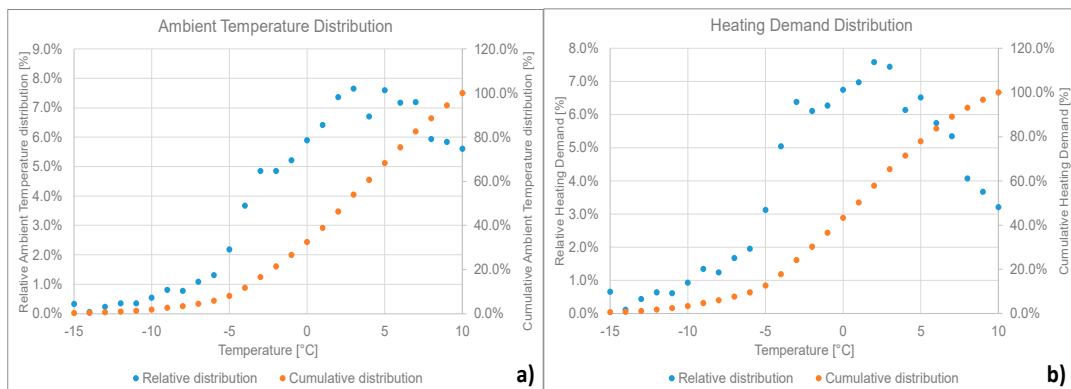 Ambient Temperature Distribution
Relative Ambient Temperature distribution [%]
9.0%
8.0%
7.0%
6.0%
5.0%
4.0%
3.0%
2.0%
1.0%
0.0%
120.0%
100.0%
80.0%
60.0%
40.0%
20.0%
0.0%
Cumulative Ambient Temperature distribution [%]
-15 -10 -5 0 5 10
Temperature [°C]
Relative distribution Cumulative distribution
a)
Heating Demand Distribution
Relative Heating Demand [%]
8.0%
7.0%
6.0%
5.0%
4.0%
3.0%
2.0%
1.0%
0.0%
120.0%
100.0%
80.0%
60.0%
40.0%
20.0%
0.0%
Cumulative Heating Demand [%]
-15 -10 -5 0 5 10
Temperature [°C]
Relative distribution Cumulative distribution
b)